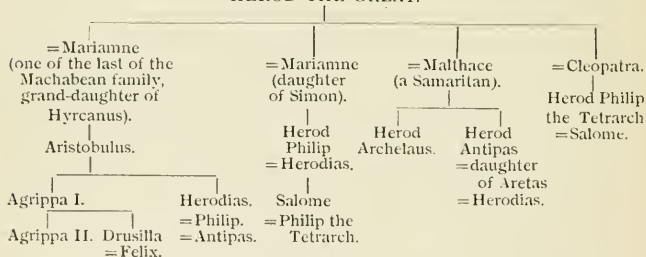 HEROD THE GREAT.
=Mariamne
(one of the last of the
Machabean family,
grand-daughter of
Hyrcanus).
Aristobulus.
Agrippa I.
Agrippa II.
Drusilla
=Felix.
Herodias.
=Philip.
=Antipas.
=Mariamne
(daughter
of Simon).
Herod
Philip
=Herodias.
Salome
=Philip the
Tetrarch.
=Malthace
(a Samaritan).
Herod
Archelaus.
Herod
Antipas
=daughter
of Aretas
=Herodias.
=Cleopatra.
Herod Philip
the Tetrarch
=Salome.